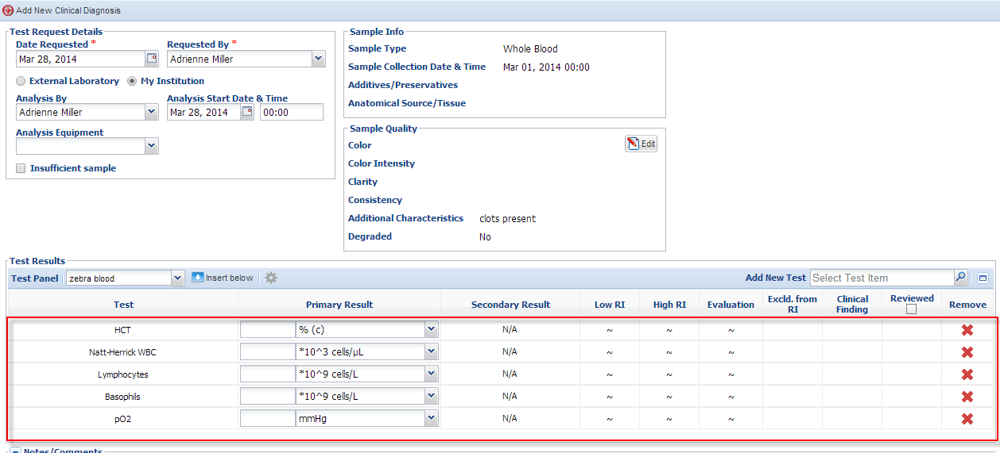 Add New Clinical Diagnosis
Test Request Details
Date Requested * Requested By *
Mar 28, 2014 Adrienne Miller
External Laboratory My Institution
Analysis By Analysis Start Date & Time
Adrienne Miller Mar 28, 2014 00:00
Analysis Equipment
Insufficient sample
Sample Info
Sample Type Whole Blood
Sample Collection Date & Time Mar 01, 2014 00:00
Additives/Preservatives
Anatomical Source/Tissue
Sample Quality
Color Edit
Color Intensity
Clarity
Consistency
Additional Characteristics clots present
Degraded No
Test Results
Test Panel zebra blood Insert below Add New Test Select Test Item
Test Primary Result Secondary Result Low RI High RI Evaluation Excld. from RI Clinical Finding Reviewed Remove
HCT % (c) N/A ~ ~ ~
Natt-Herrick WBC *10^3 cells/µL N/A ~ ~ ~
Lymphocytes *10^9 cells/L N/A ~ ~ ~
Basophils *10^9 cells/L N/A ~ ~ ~
pO2 mmHg N/A ~ ~ ~
Notes/Comments